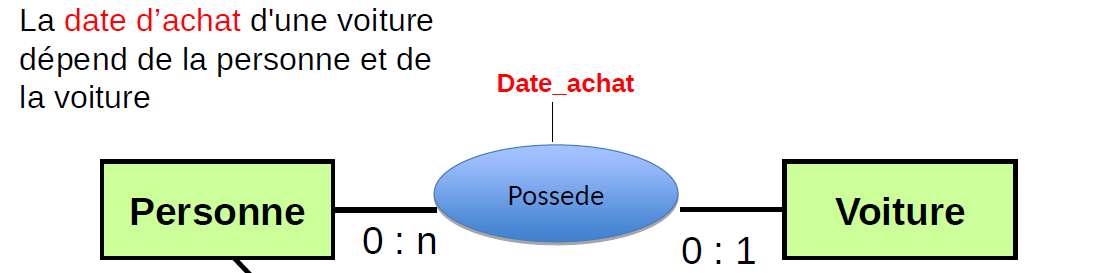 La date d’achat d'une voiture
dépend de la personne et de
la voiture
Date_achat
Personne
Possede
Voiture
0 : n
0 : 1